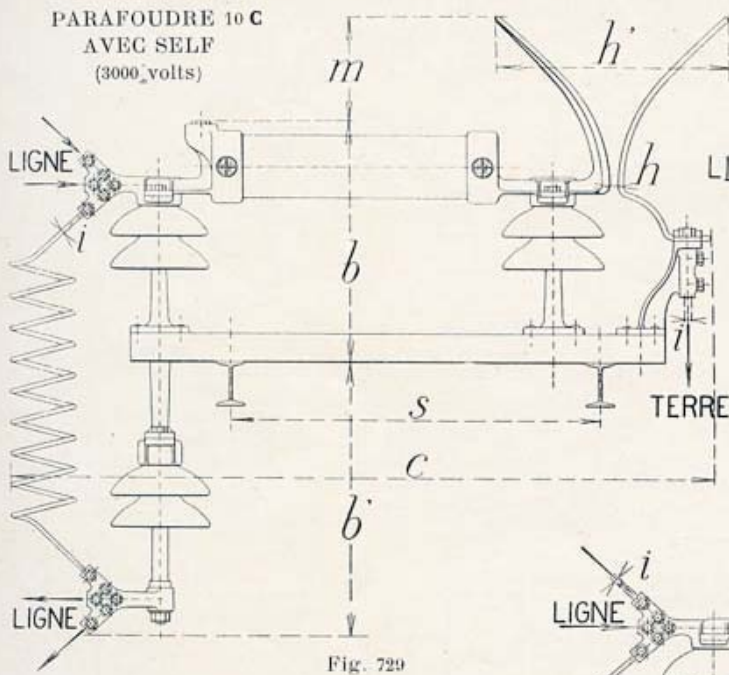 PARAFOUDRE 10 C
AVEC SELF
(3000 volts)
m
h'
LIGNE
h
i
b
i
s
TERRE
c
b'
i
LIGNE
LIGNE
Fig. 729